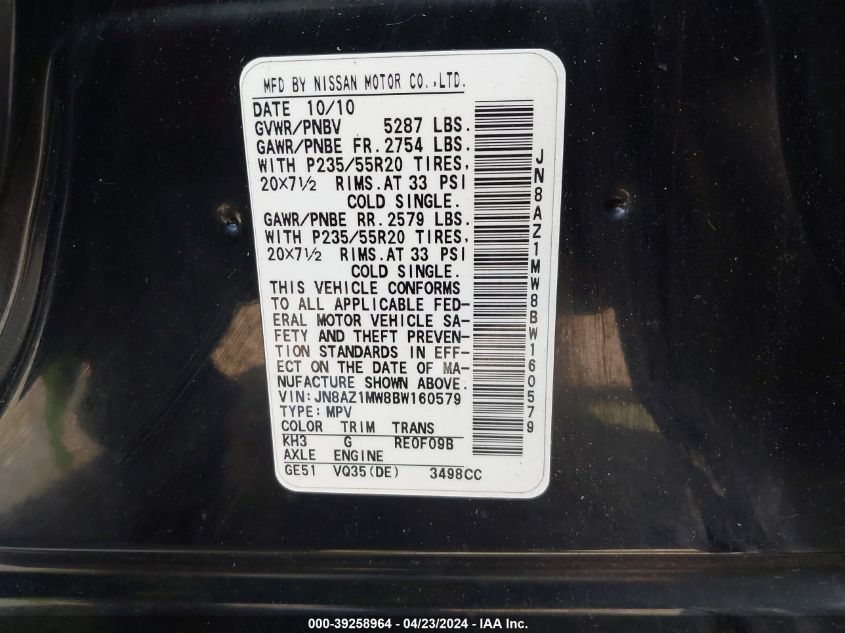 MFD BY NISSAN MOTOR CO.,LTD.
DATE 10/10
GVWR/PNBV 5287 LBS.
GAWR/PNBE FR. 2754 LBS.
WITH P235/55R20 TIRES,
20X7½ RIMS. AT 33 PSI
COLD SINGLE.
GAWR/PNBE RR. 2579 LBS.
WITH P235/55R20 TIRES,
20X7½ RIMS. AT 33 PSI
COLD SINGLE.
THIS VEHICLE CONFORMS
TO ALL APPLICABLE FED-
ERAL MOTOR VEHICLE SA-
FETY AND THEFT PREVEN-
TION STANDARDS IN EFF-
ECT ON THE DATE OF MA-
NUFACTURE SHOWN ABOVE.
VIN: JN8AZ1MW8BW160579
TYPE: MPV
COLOR TRIM TRANS
KH3 G RE0F09B
AXLE ENGINE
GE51 VQ35(DE) 3498CC
JN8AZ1MW8BW160579
000-39258964 - 04/23/2024 - IAA Inc.